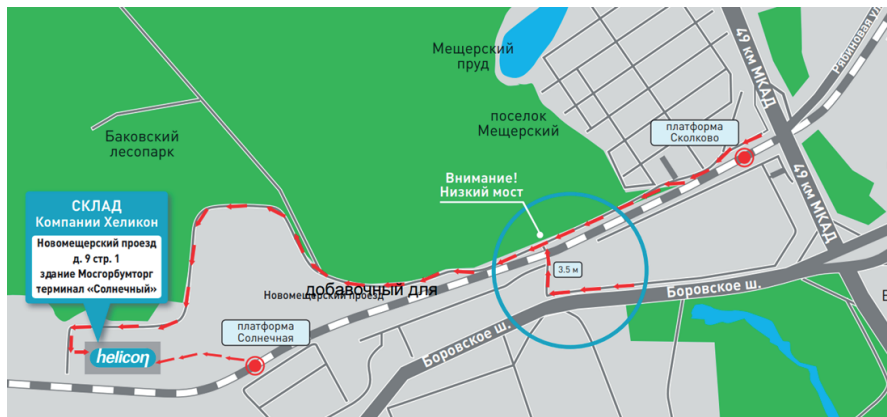 Мещерский
пруд
49 км МКАД
Рябиновая ул
поселок
Мещерский
платформа
Сколково
Баковский
лесопарк
Внимание!
Низкий мост
49 км МКАД
СКЛАД
Компании Хеликон
Новомещерский проезд
д. 9 стр. 1
здание Мосгорбумторг
терминал «Солнечный»
3.5 м
добавочный для
Новомещерский проезд
Боровское ш.
платформа
Солнечная
Боровское ш.
helicon